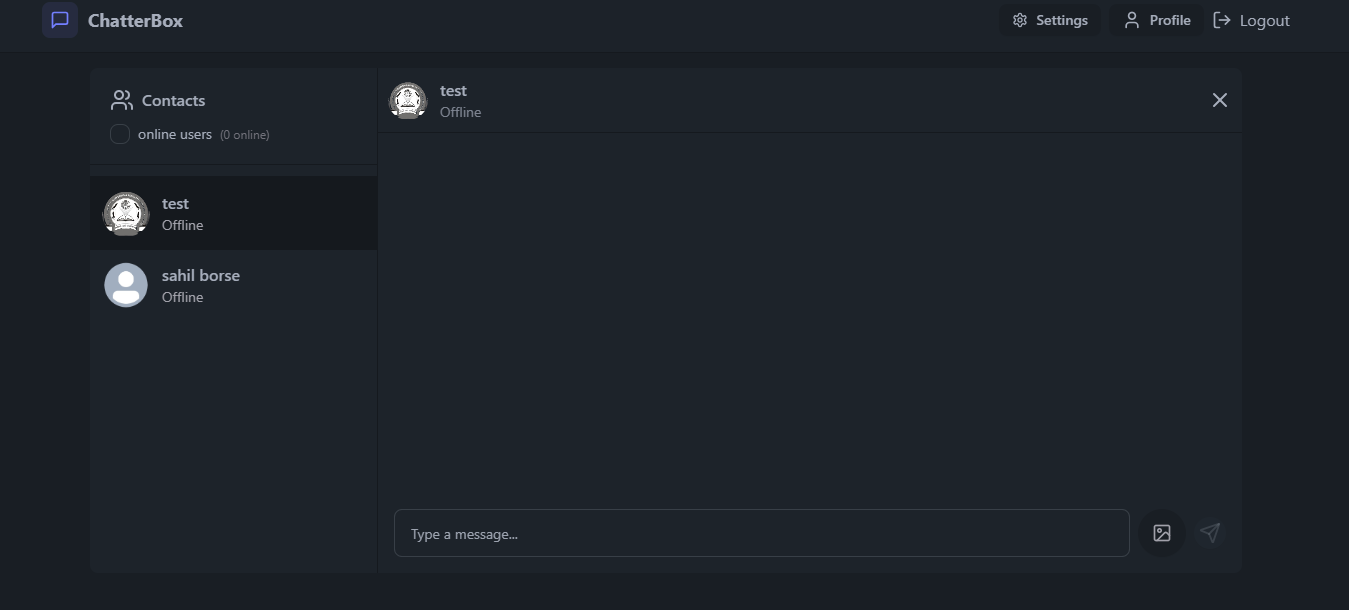 ChatterBox
Settings
Profile
Logout
Contacts
online users (0 online)
test
Offline
sahil borse
Offline
test
Offline
Type a message...